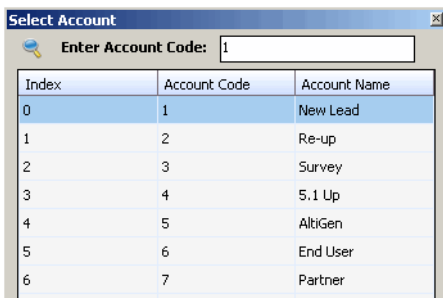 Select Account
Enter Account Code: 1
Index Account Code Account Name
0 1 New Lead
1 2 Re-up
2 3 Survey
3 4 5.1 Up
4 5 AltiGen
5 6 End User
6 7 Partner